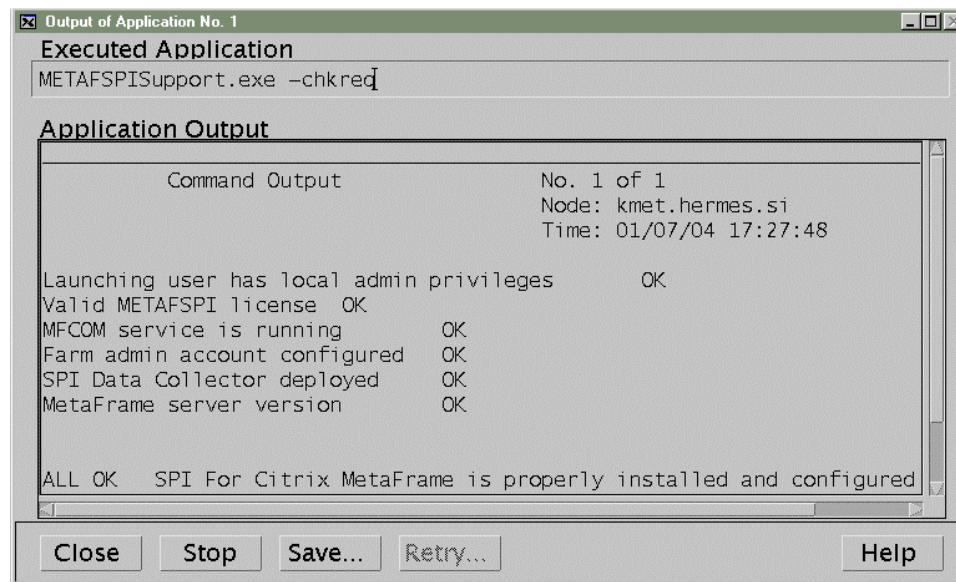 Output of Application No. 1
Executed Application
METAFSPISupport.exe –chkreq
Application Output
Command Output No. 1 of 1
Node: kmet.hermes.si
Time: 01/07/04 17:27:48
Launching user has local admin privileges OK
Valid METAFSPI license OK
MFCOM service is running OK
Farm admin account configured OK
SPI Data Collector deployed OK
MetaFrame server version OK
ALL OK SPI For Citrix MetaFrame is properly installed and configured
Close Stop Save... Retry... Help